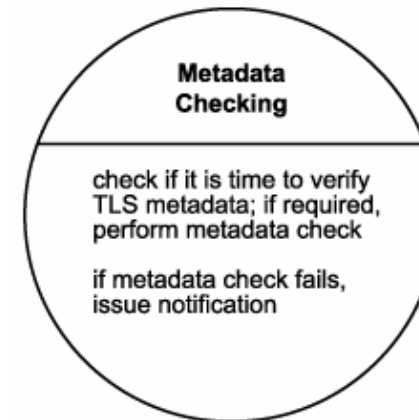 Metadata
Checking
check if it is time to verify
TLS metadata; if required,
perform metadata check
if metadata check fails,
issue notification